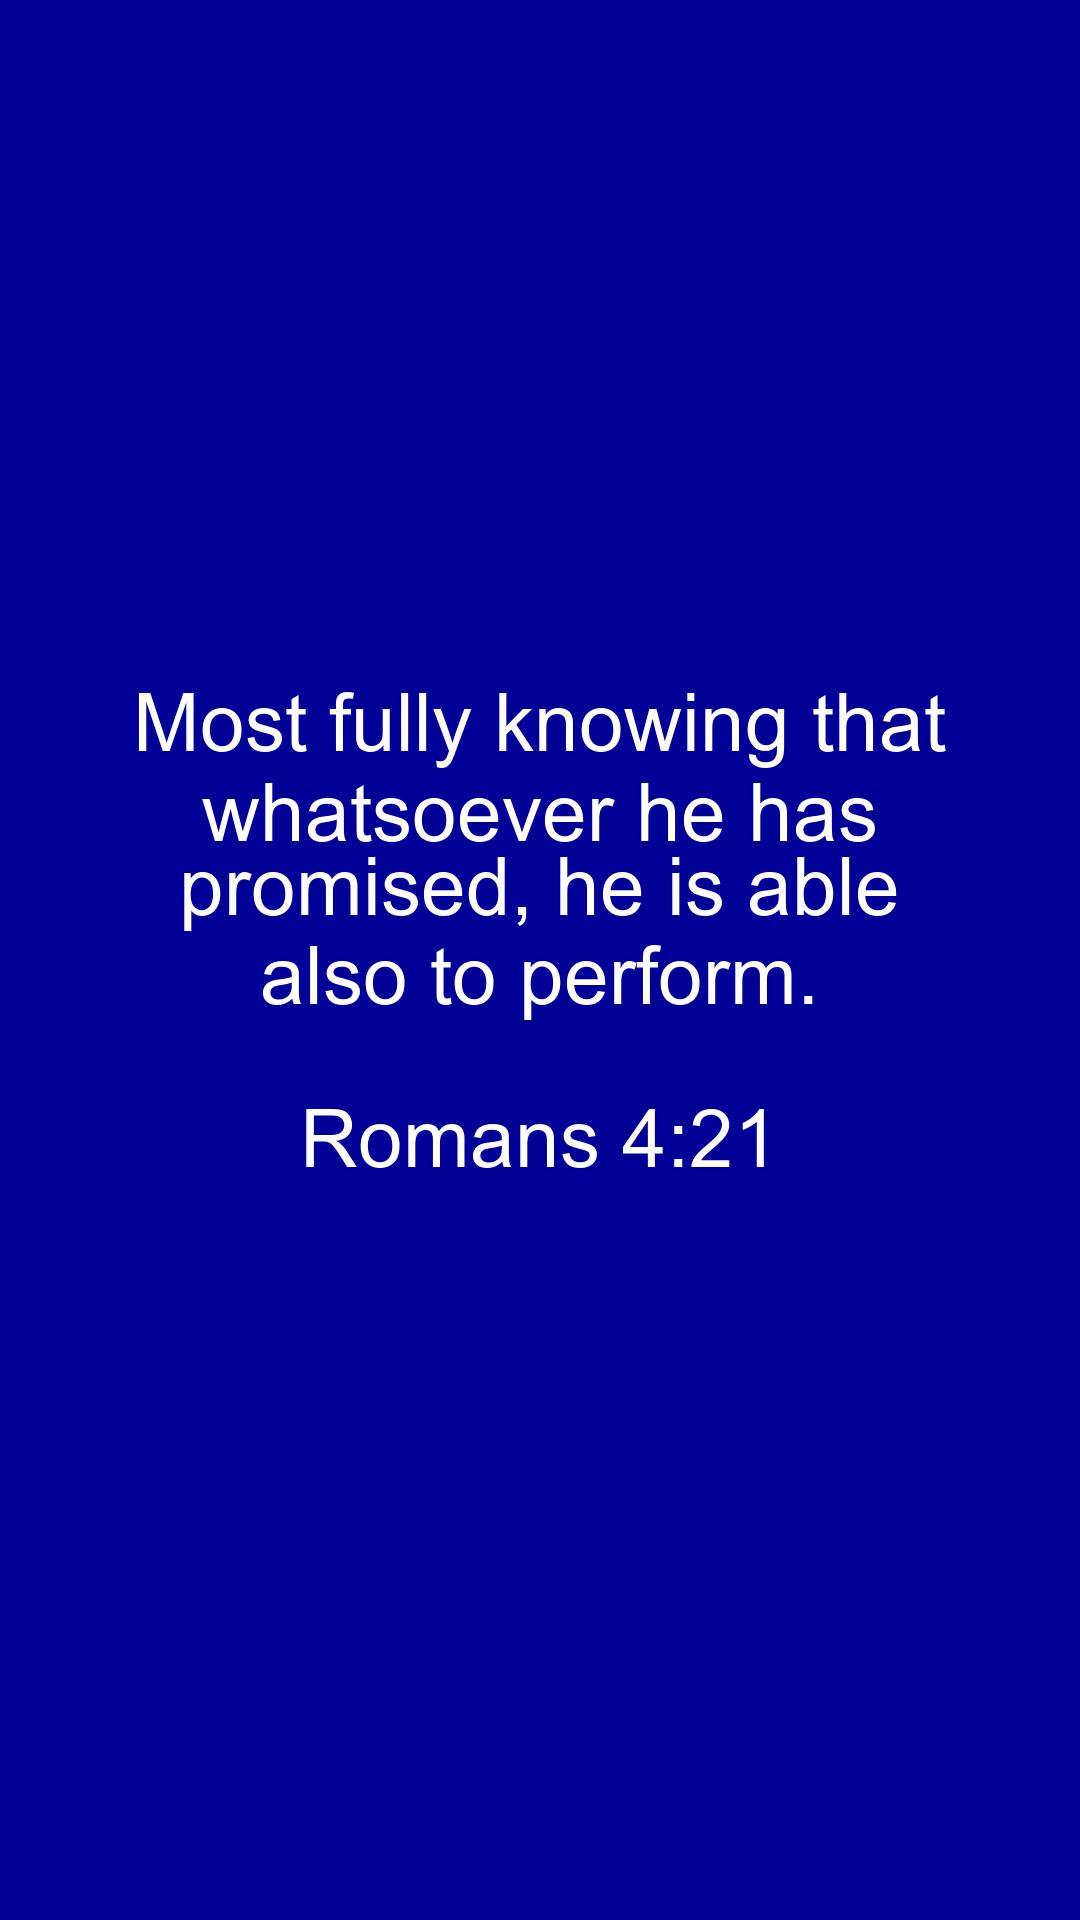 Most fully knowing that
whatsoever he has
promised, he is able
also to perform.
Romans 4:21